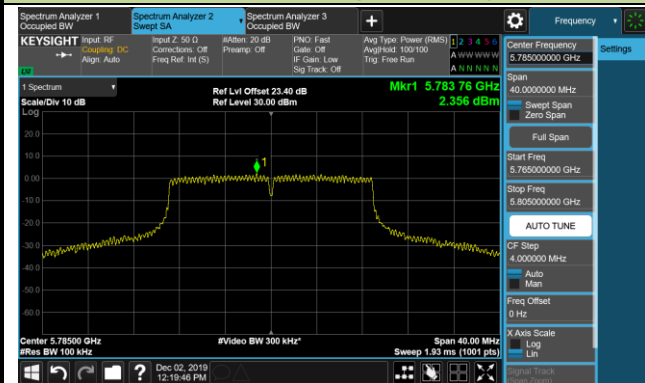 Spectrum Analyzer 1
Occupied BW
Spectrum Analyzer 2
Swept SA
Spectrum Analyzer 3
Occupied BW
+
Frequency
KEYSIGHT
Input: RF
Coupling: DC
Align: Auto
Input Z: 50 Ω
Corrections: Off
Freq Ref: Int (S)
#Atten: 20 dB
Preamp: Off
PNO: Fast
Gate: Off
IF Gain: Low
Sig Track: Off
Avg Type: Power (RMS)
Avg|Hold: 100/100
Trig: Free Run
1 2 3 4 5 6
A W W W W W
A N N N N N
1 Spectrum
Scale/Div 10 dB
Log
Ref Lvl Offset 23.40 dB
Ref Level 30.00 dBm
Mkr1 5.783 76 GHz
2.356 dBm
20.0
10.0
0.00
-10.0
-20.0
-30.0
-40.0
-50.0
-60.0
1
Center 5.78500 GHz
#Res BW 100 kHz
#Video BW 300 kHz*
Span 40.00 MHz
Sweep 1.93 ms (1001 pts)
Dec 02, 2019
12:19:46 PM
?
Center Frequency
5.785000000 GHz
Settings
Span
40.0000000 MHz
Swept Span
Zero Span
Full Span
Start Freq
5.765000000 GHz
Stop Freq
5.805000000 GHz
AUTO TUNE
CF Step
4.000000 MHz
Auto
Man
Freq Offset
0 Hz
X Axis Scale
Log
Lin
Signal Track
(Span Zoom)